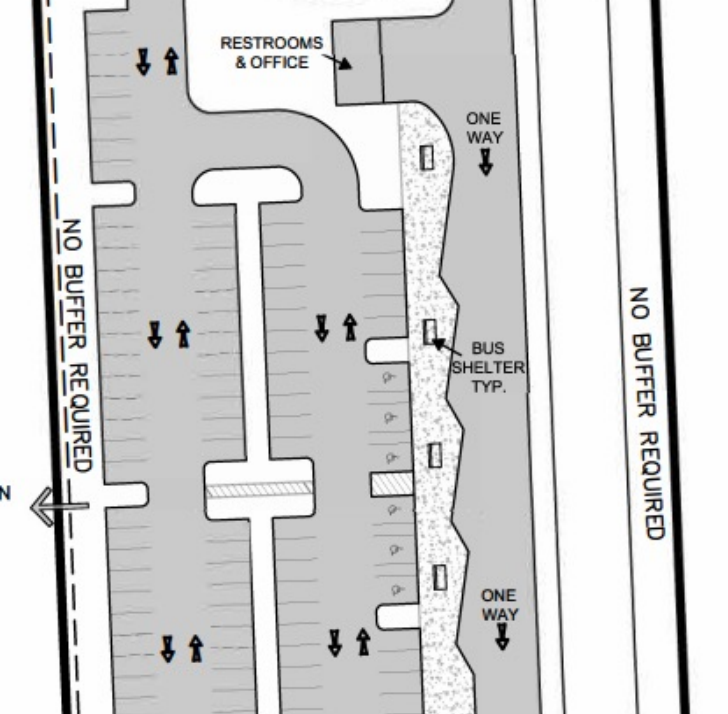 RESTROOMS
& OFFICE
ONE
WAY
NO BUFFER REQUIRED
BUS
SHELTER
TYP.
NO BUFFER REQUIRED
N
ONE
WAY